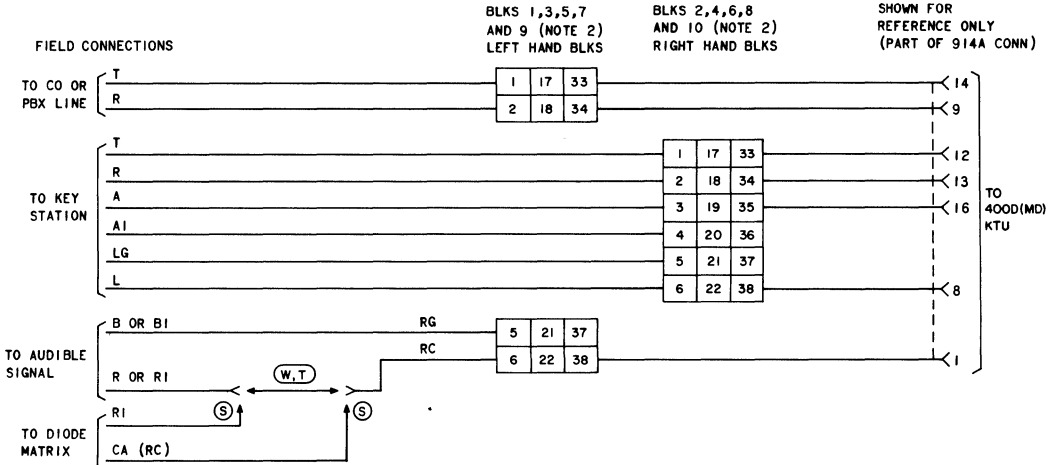 BLKS 1,3,5,7
AND 9 (NOTE 2)
LEFT HAND BLKS
BLKS 2,4,6,8
AND 10 (NOTE 2)
RIGHT HAND BLKS
SHOWN FOR
REFERENCE ONLY
(PART OF 914A CONN)
FIELD CONNECTIONS
TO CO OR
PBX LINE
T
1 17 33
14
R
2 18 34
9
TO KEY
STATION
T
1 17 33
12
R
2 18 34
13
A
3 19 35
16
A1
4 20 36
LG
5 21 37
L
6 22 38
8
TO
400D(MD)
KTU
TO AUDIBLE
SIGNAL
B OR B1
RG
5 21 37
RC
6 22 38
1
R OR R1
W,T
S
S
TO DIODE
MATRIX
R1
CA (RC)